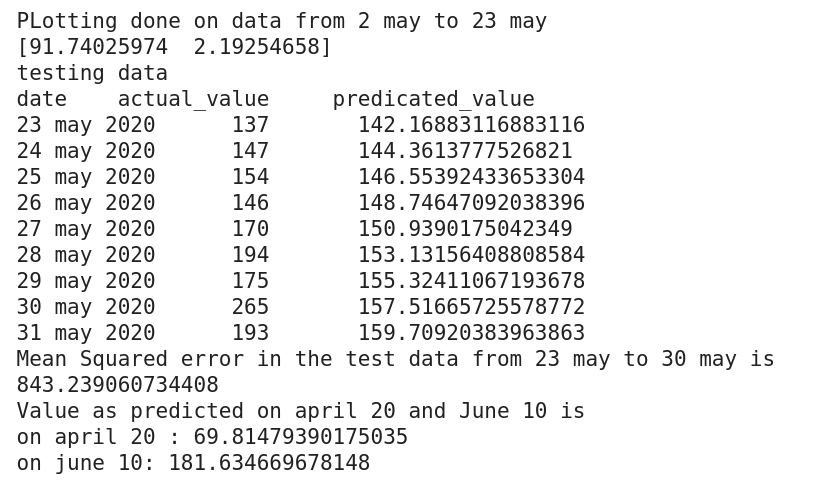 PLotting done on data from 2 may to 23 may
[91.74025974  2.19254658]
testing data
date    actual_value     predicated_value
23 may 2020      137       142.16883116883116
24 may 2020      147       144.3613777526821
25 may 2020      154       146.55392433653304
26 may 2020      146       148.74647092038396
27 may 2020      170       150.9390175042349
28 may 2020      194       153.13156408808584
29 may 2020      175       155.32411067193678
30 may 2020      265       157.51665725578772
31 may 2020      193       159.70920383963863
Mean Squared error in the test data from 23 may to 30 may is
843.239060734408
Value as predicted on april 20 and June 10 is
on april 20 : 69.81479390175035
on june 10: 181.634669678148